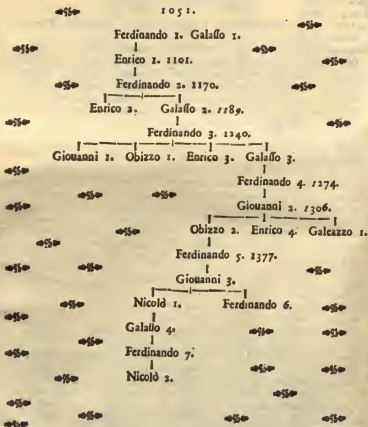 1051.
Ferdinando 1. Galaſſo 1.
Enrico 1. 1101.
Ferdinando 2. 1170.
Enrico 2. Galaſſo 2. 1189.
Ferdinando 3. 1240.
Giouanni 1. Obizzo 1. Enrico 3. Galaſſo 3.
Ferdinando 4. 1274.
Giouanni 2. 1306.
Obizzo 2. Enrico 4. Galeazzo 1.
Ferdinando 5. 1377.
Giouanni 3.
Nicolò 1. Ferdinando 6.
Galaſſo 4.
Ferdinando 7.
Nicolò 2.